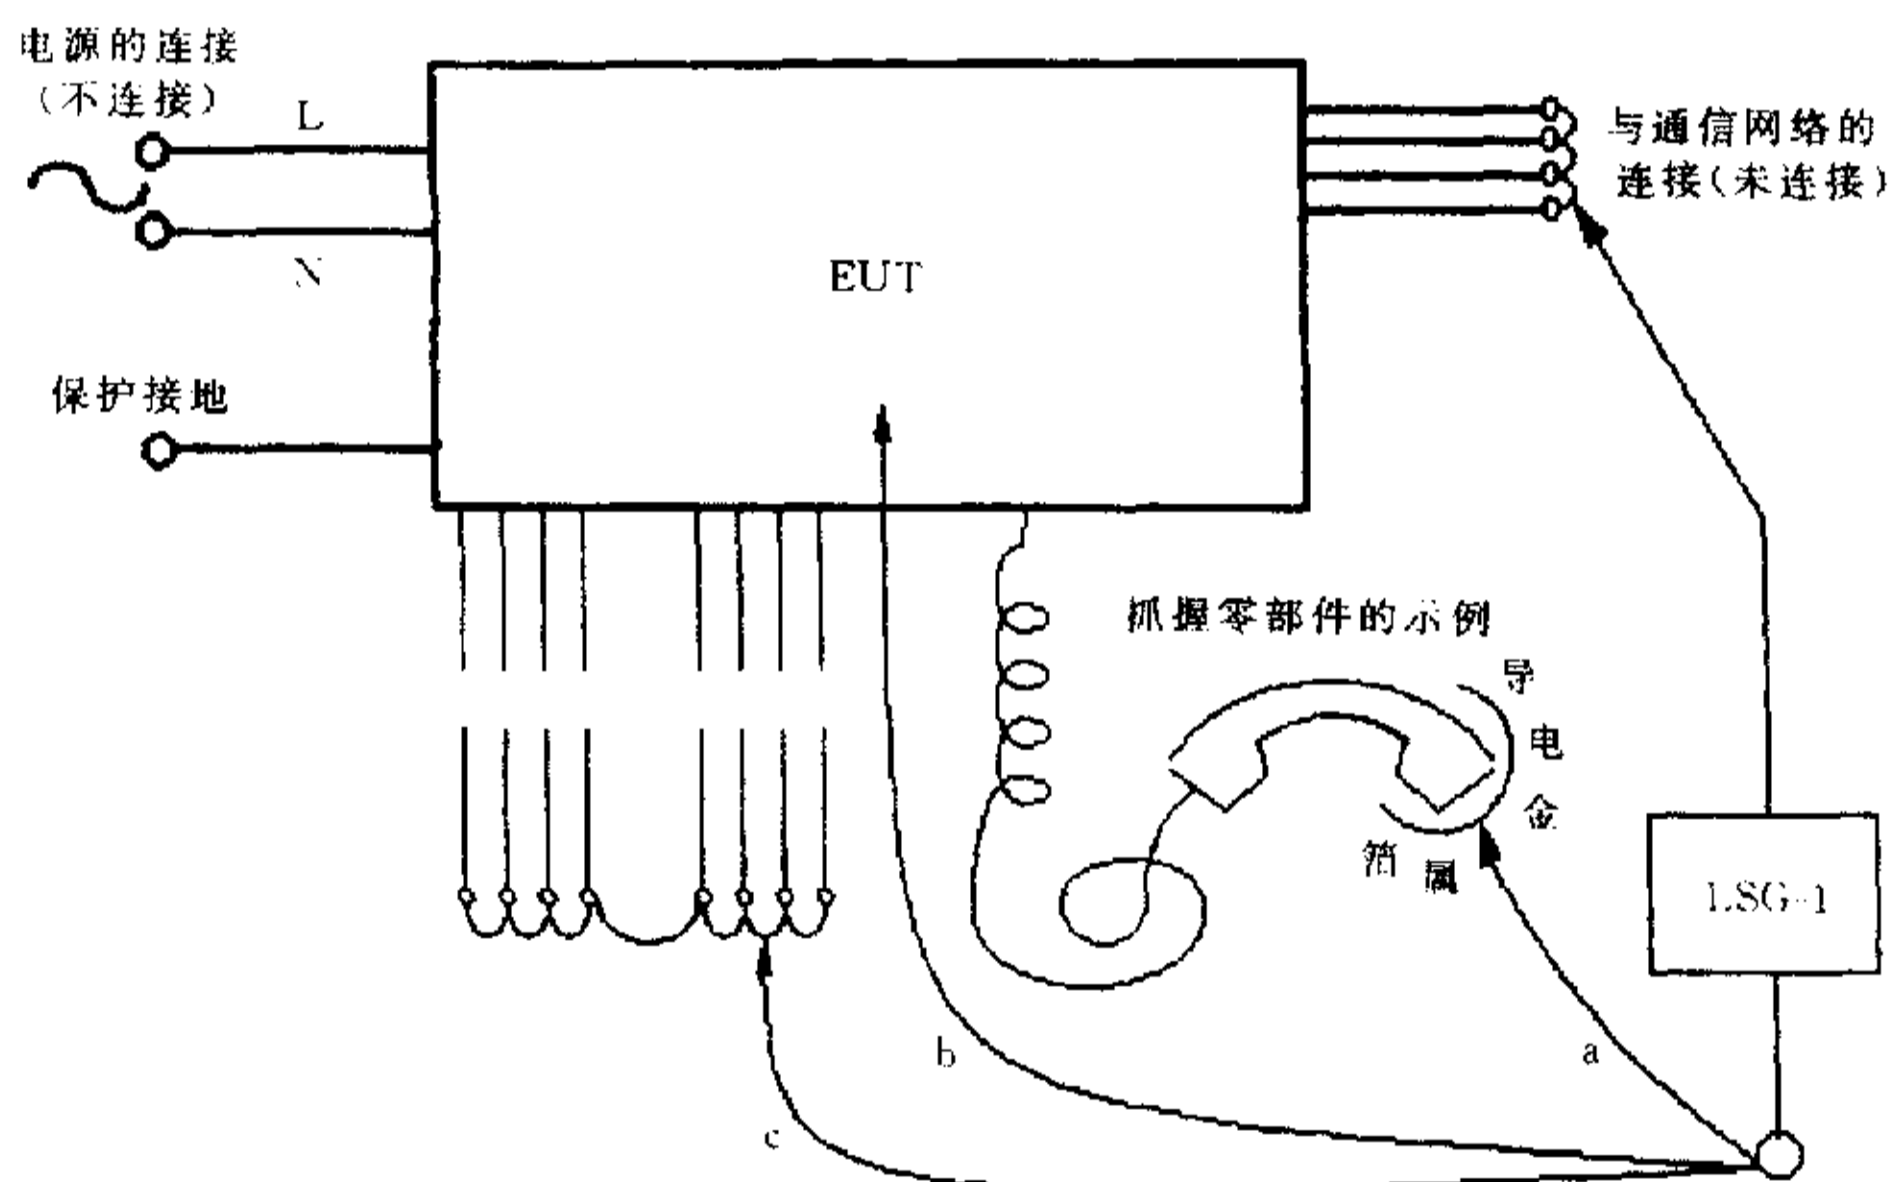 电源的连接
(不连接)
L
N
保护接地
EUT
与通信网络的
连接(未连接)
抓握零部件的示例
导电金属箔
LSG-1
a
b
c